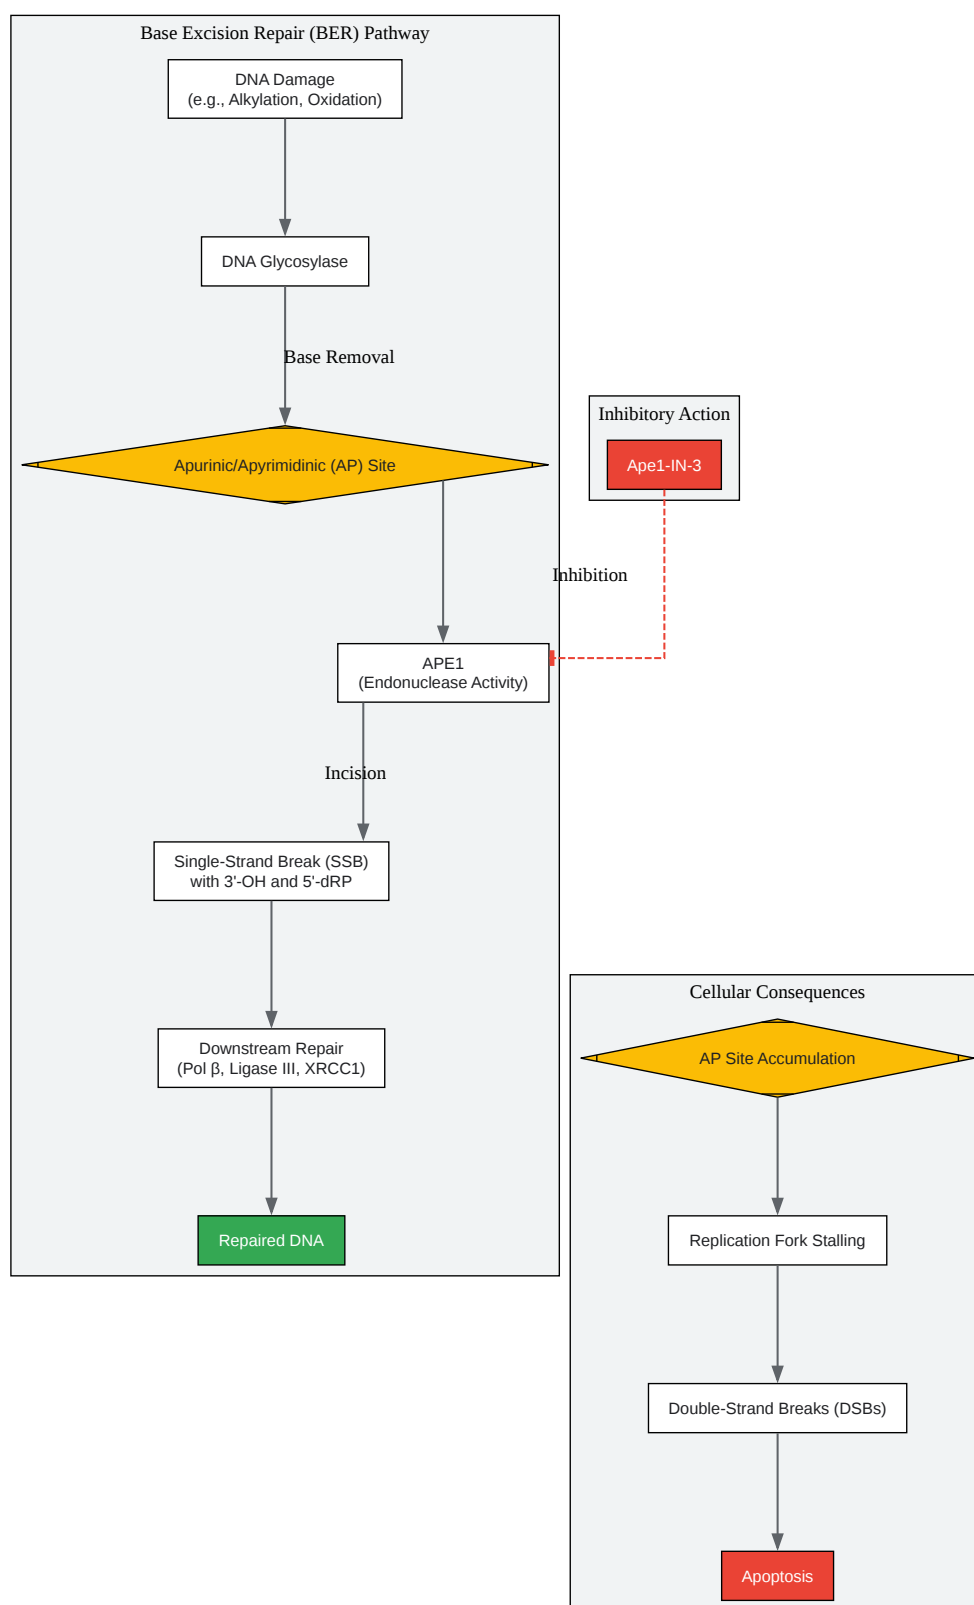 Base Excision Repair (BER) Pathway
DNA Damage
(e.g., Alkylation, Oxidation)
DNA Glycosylase
Base Removal
Apurinic/Apyrimidinic (AP) Site
Inhibitory Action
Ape1-IN-3
Inhibition
APE1
(Endonuclease Activity)
Incision
Single-Strand Break (SSB)
with 3'-OH and 5'-dRP
Downstream Repair
(Pol β, Ligase III, XRCC1)
Repaired DNA
Cellular Consequences
AP Site Accumulation
Replication Fork Stalling
Double-Strand Breaks (DSBs)
Apoptosis